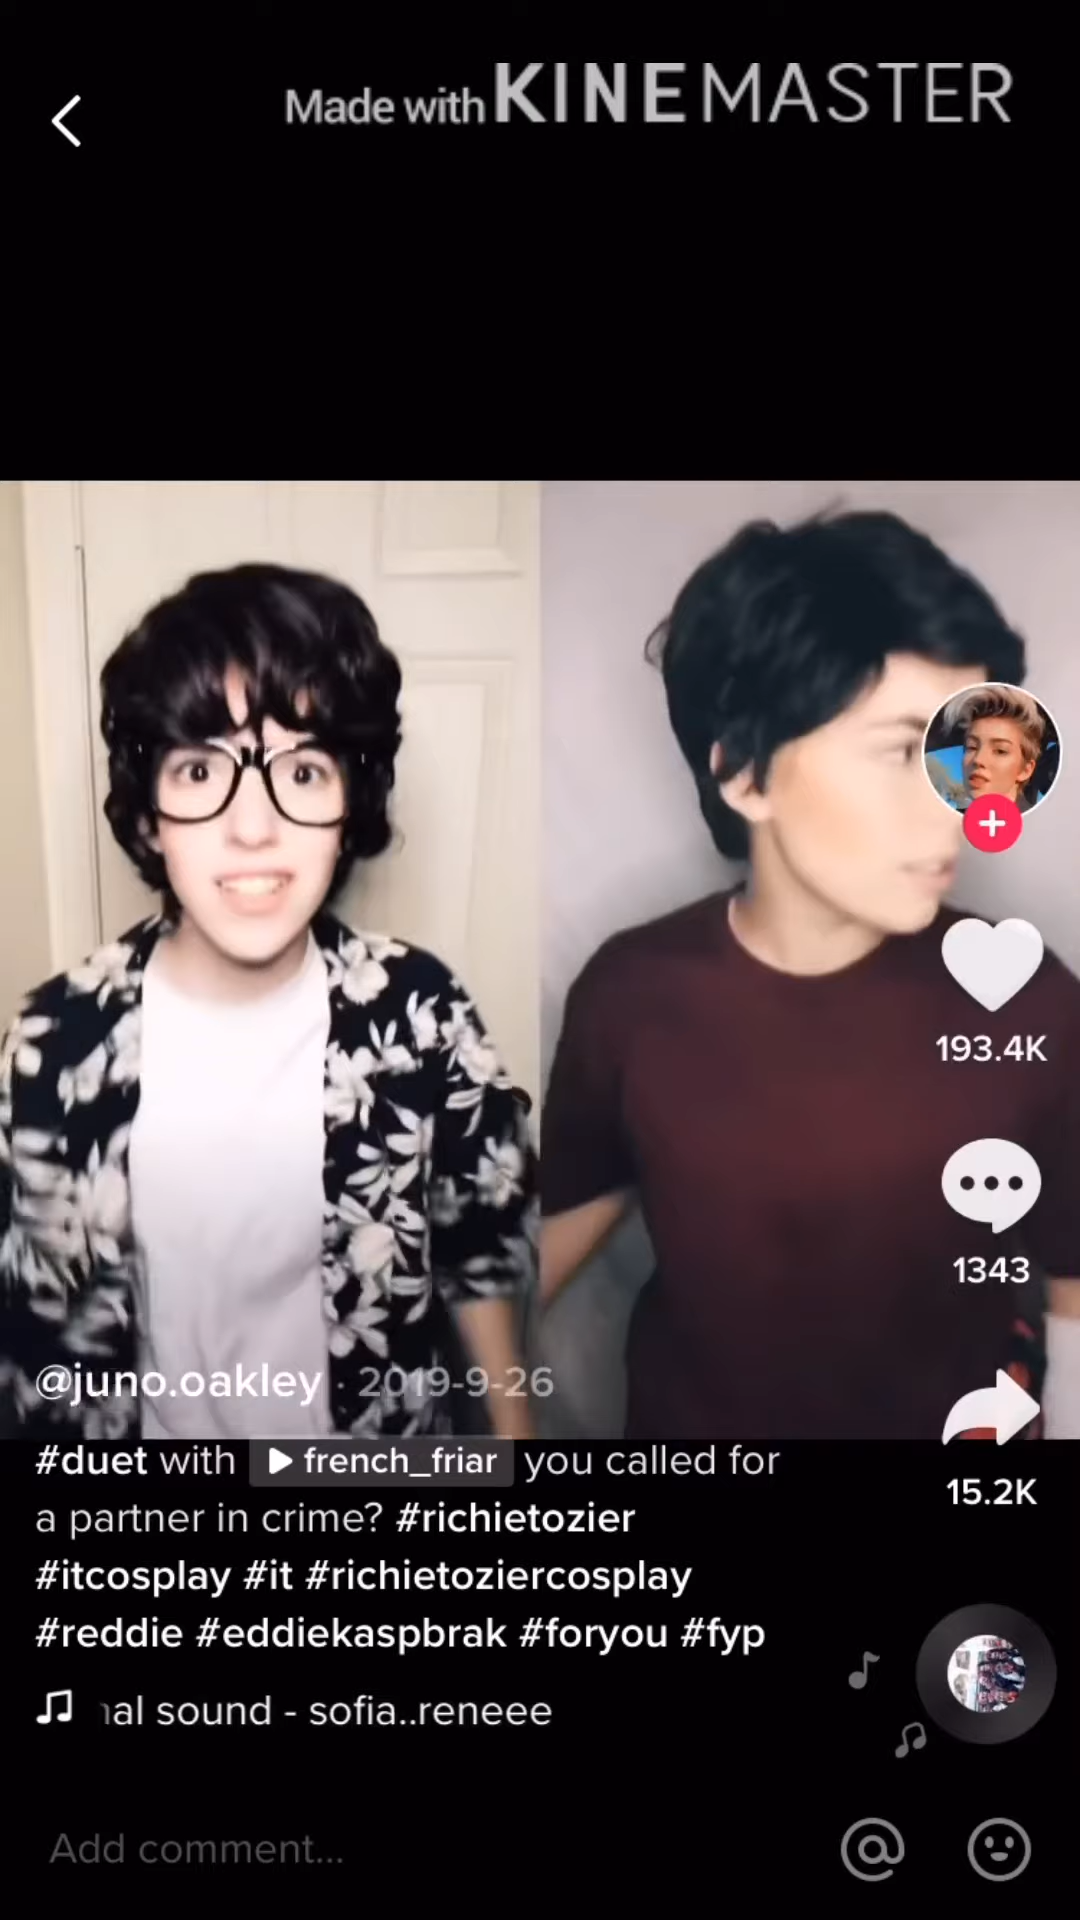 Made with KINEMASTER
193.4K
1343
@juno.oakley · 2019-9-26
#duet with french_friar you called for
a partner in crime? #richietozier
#itcosplay #it #richietoziercosplay
#reddie #eddiekaspbrak #foryou #fyp
15.2K
al sound - sofia..reneee
Add comment...